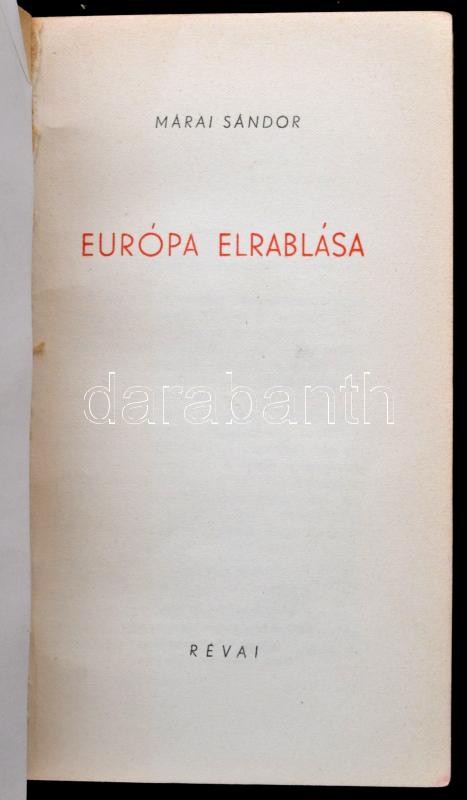 MÁRAI SÁNDOR
EURÓPA ELRABLÁSA
darabanth
RÉVAI